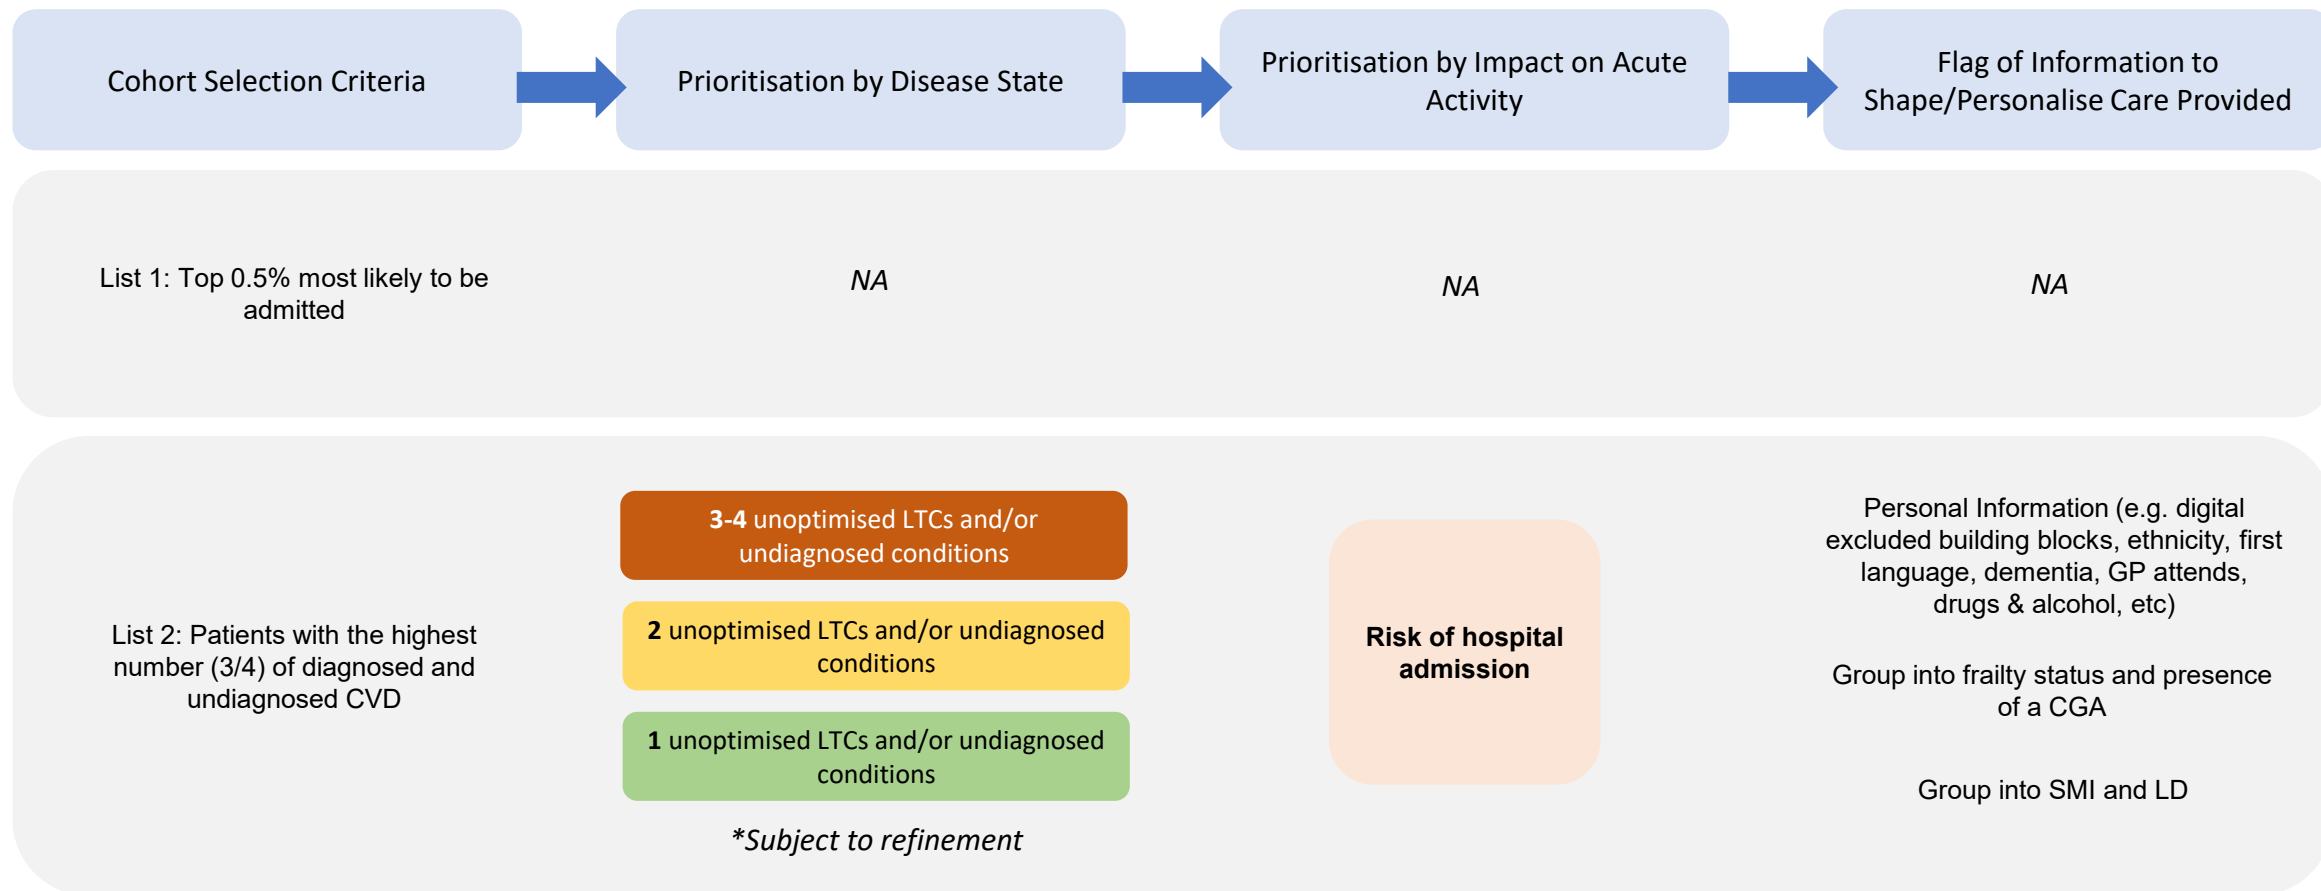 Cohort Selection Criteria
Prioritisation by Disease State
Prioritisation by Impact on Acute
Activity
Flag of Information to
Shape/Personalise Care Provided
List 1: Top 0.5% most likely to be
admitted
NA
NA
NA
List 2: Patients with the highest
number (3/4) of diagnosed and
undiagnosed CVD
3-4 unoptimised LTCs and/or
undiagnosed conditions
2 unoptimised LTCs and/or undiagnosed
conditions
1 unoptimised LTCs and/or undiagnosed
conditions
*Subject to refinement
Risk of hospital
admission
Personal Information (e.g. digital
excluded building blocks, ethnicity, first
language, dementia, GP attends,
drugs & alcohol, etc)
Group into frailty status and presence
of a CGA
Group into SMI and LD